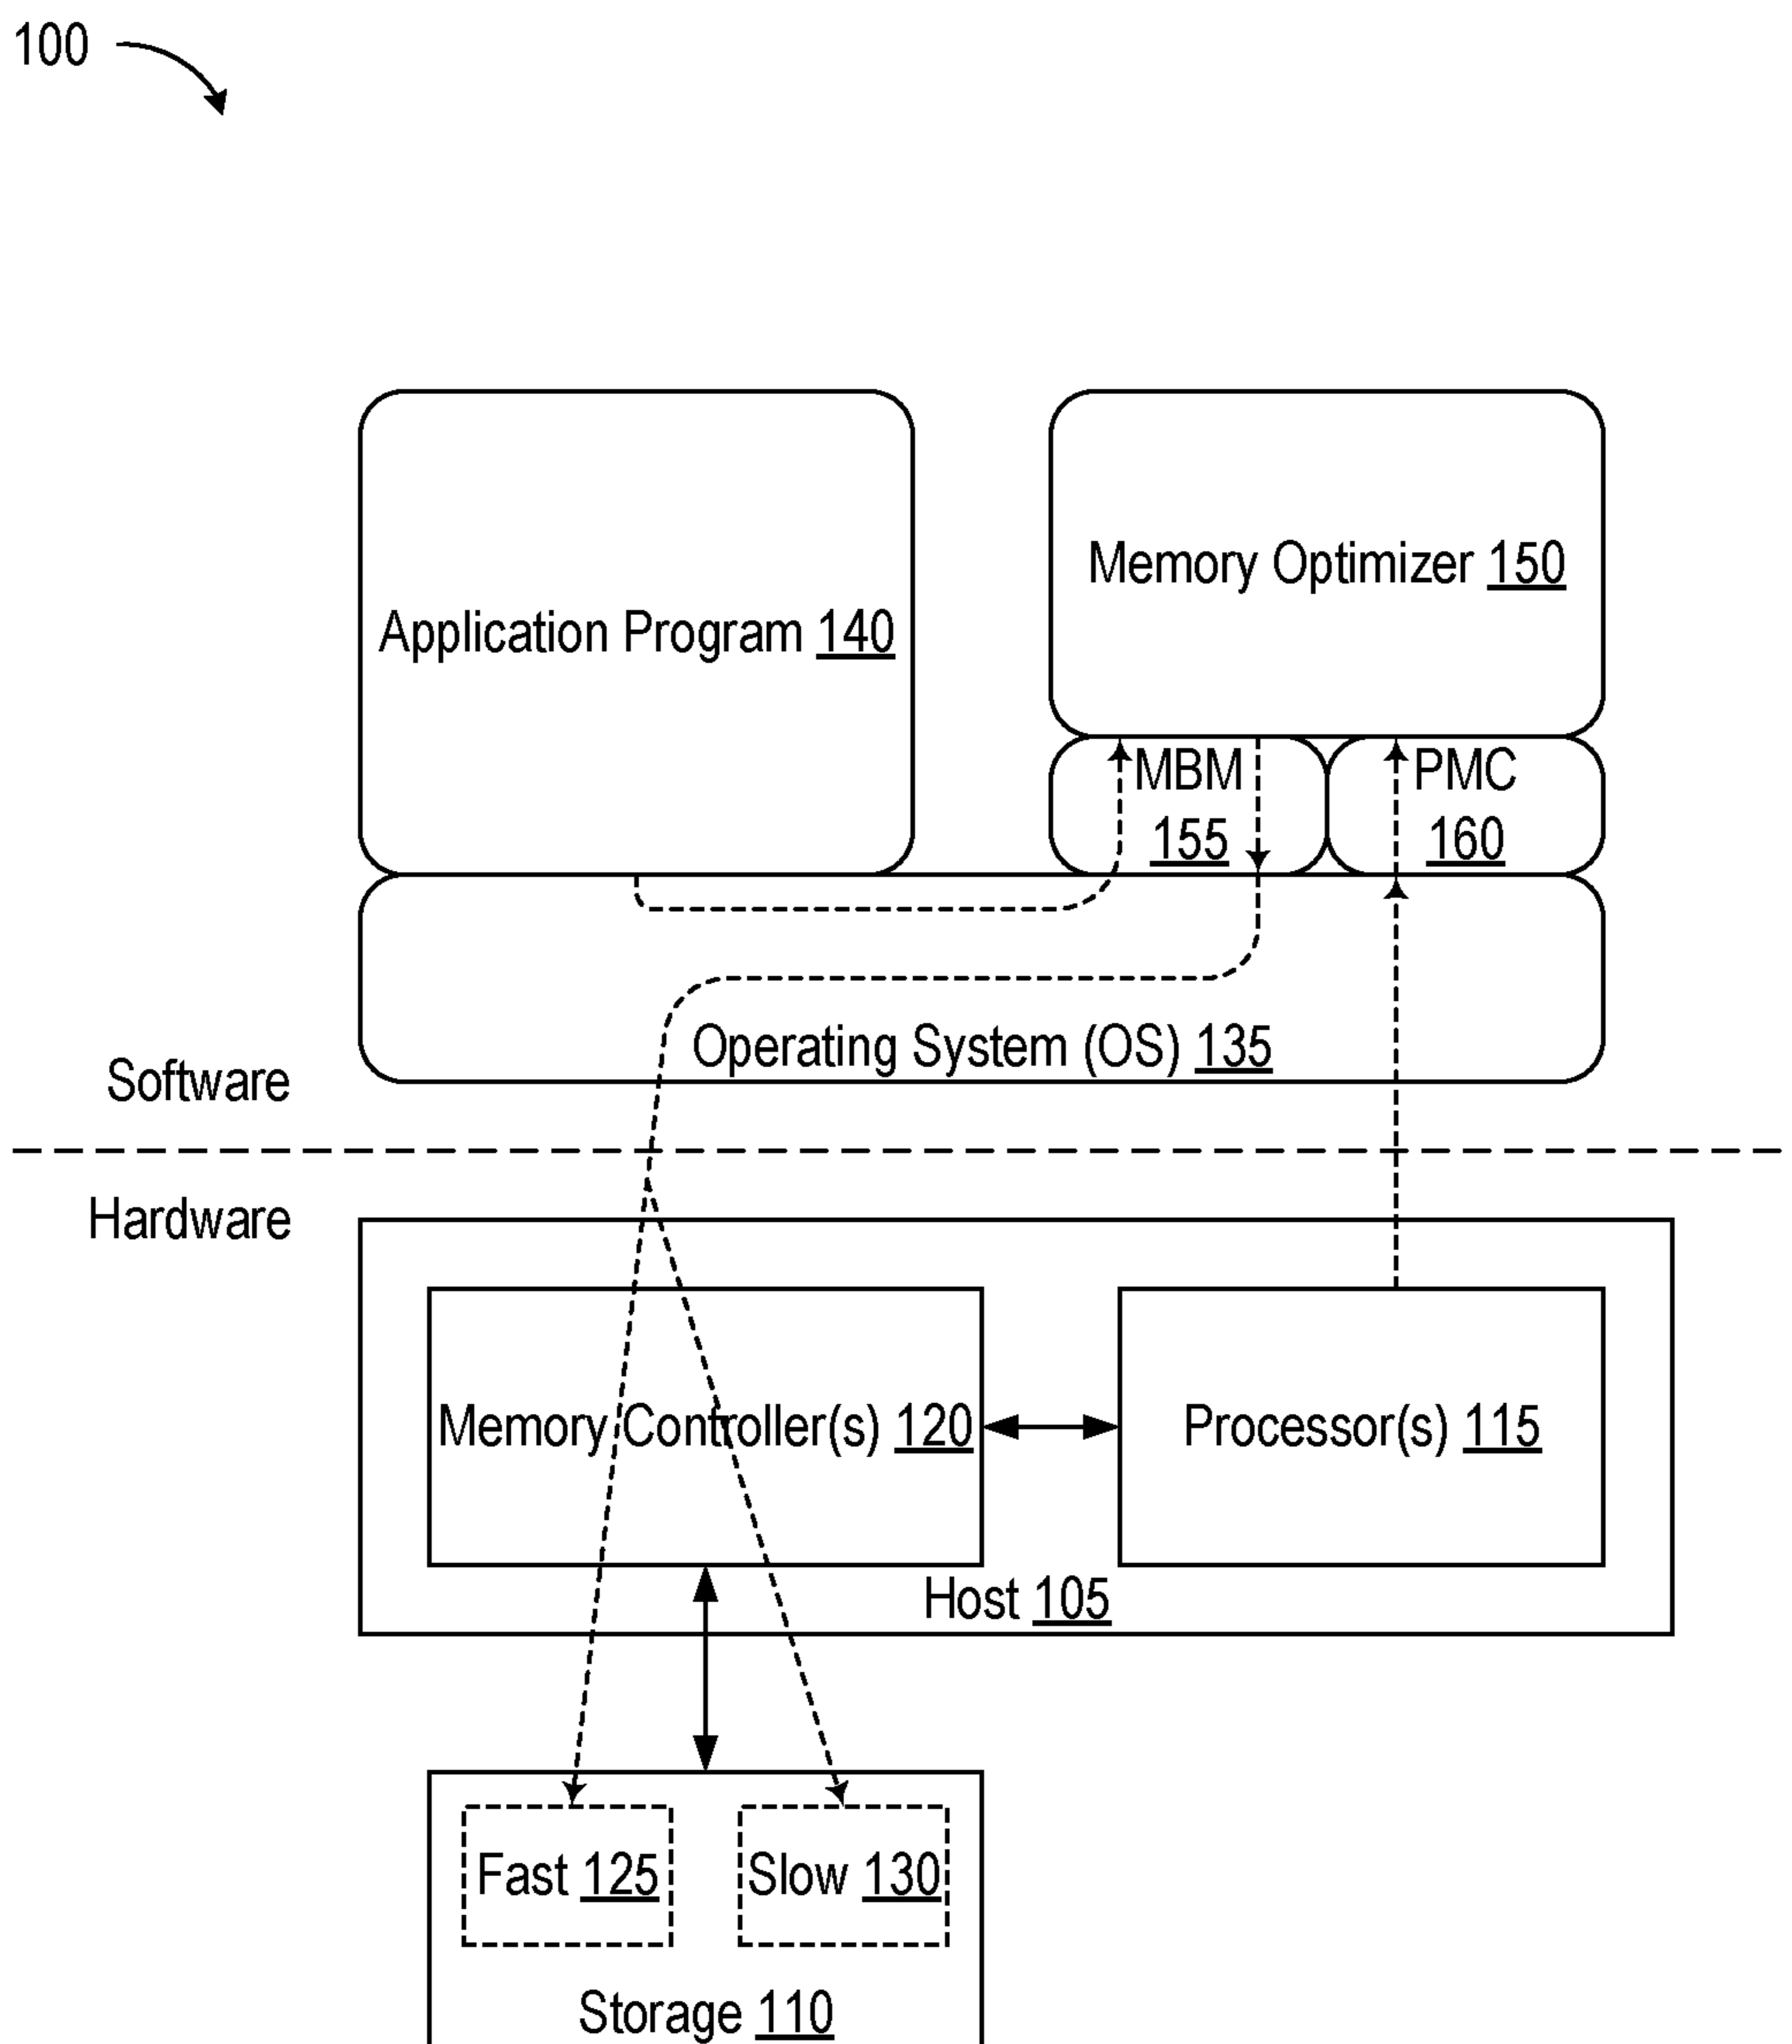 100
Memory Optimizer 150
Application Program 140
MBM
155
PMC
160
Operating System (OS) 135
Software
Hardware
Memory Controller(s) 120
Processor(s) 115
Host 105
Fast 125
Slow 130
Storage 110